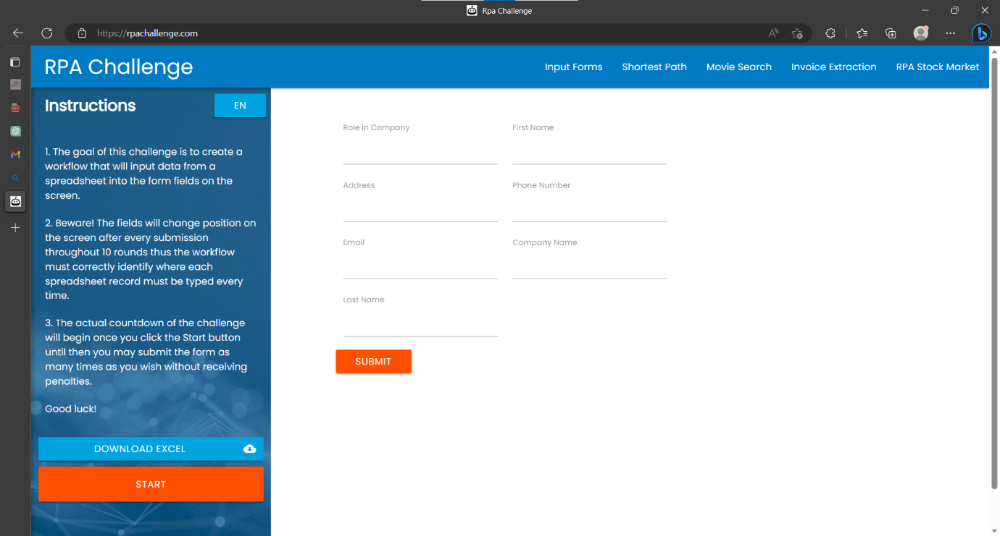 Rpa Challenge
https://rpachallenge.com
RPA Challenge
Input Forms Shortest Path Movie Search Invoice Extraction RPA Stock Market
Instructions
EN
1. The goal of this challenge is to create a
workflow that will input data from a
spreadsheet into the form fields on the
screen.
2. Beware! The fields will change position on
the screen after every submission
throughout 10 rounds thus the workflow
must correctly identify where each
spreadsheet record must be typed every
time.
3. The actual countdown of the challenge
will begin once you click the Start button
until then you may submit the form as
many times as you wish without receiving
penalties.
Good luck!
DOWNLOAD EXCEL
START
Role in Company First Name
Address Phone Number
Email Company Name
Last Name
SUBMIT